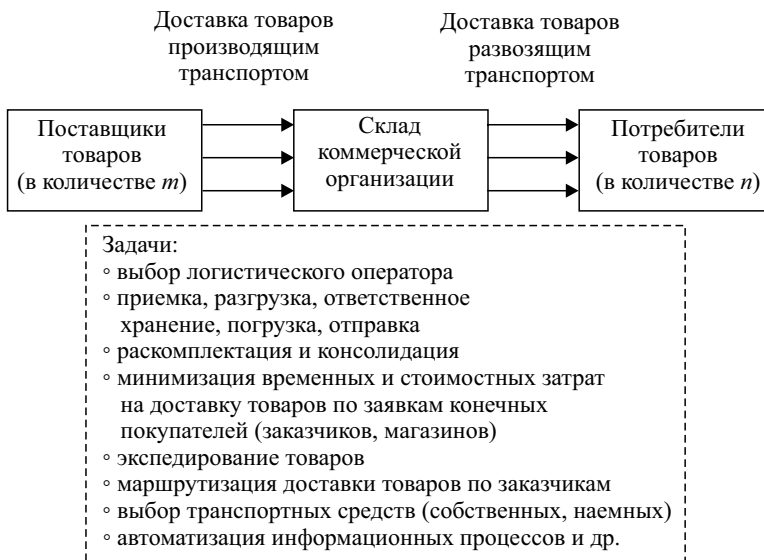 Доставка товаров
производящим
транспортом
Доставка товаров
развозящим
транспортом
Поставщики
товаров
(в количестве m)
Склад
коммерческой
организации
Потребители
товаров
(в количестве n)
Задачи:
◦ выбор логистического оператора
◦ приемка, разгрузка, ответственное
хранение, погрузка, отправка
◦ раскомплектация и консолидация
◦ минимизация временных и стоимостных затрат
на доставку товаров по заявкам конечных
покупателей (заказчиков, магазинов)
◦ экспедирование товаров
◦ маршрутизация доставки товаров по заказчикам
◦ выбор транспортных средств (собственных, наемных)
◦ автоматизация информационных процессов и др.